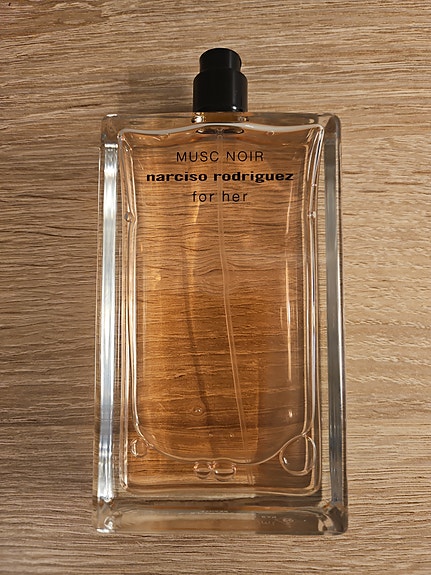 MUSC NOIR
narciso rodriguez
for her